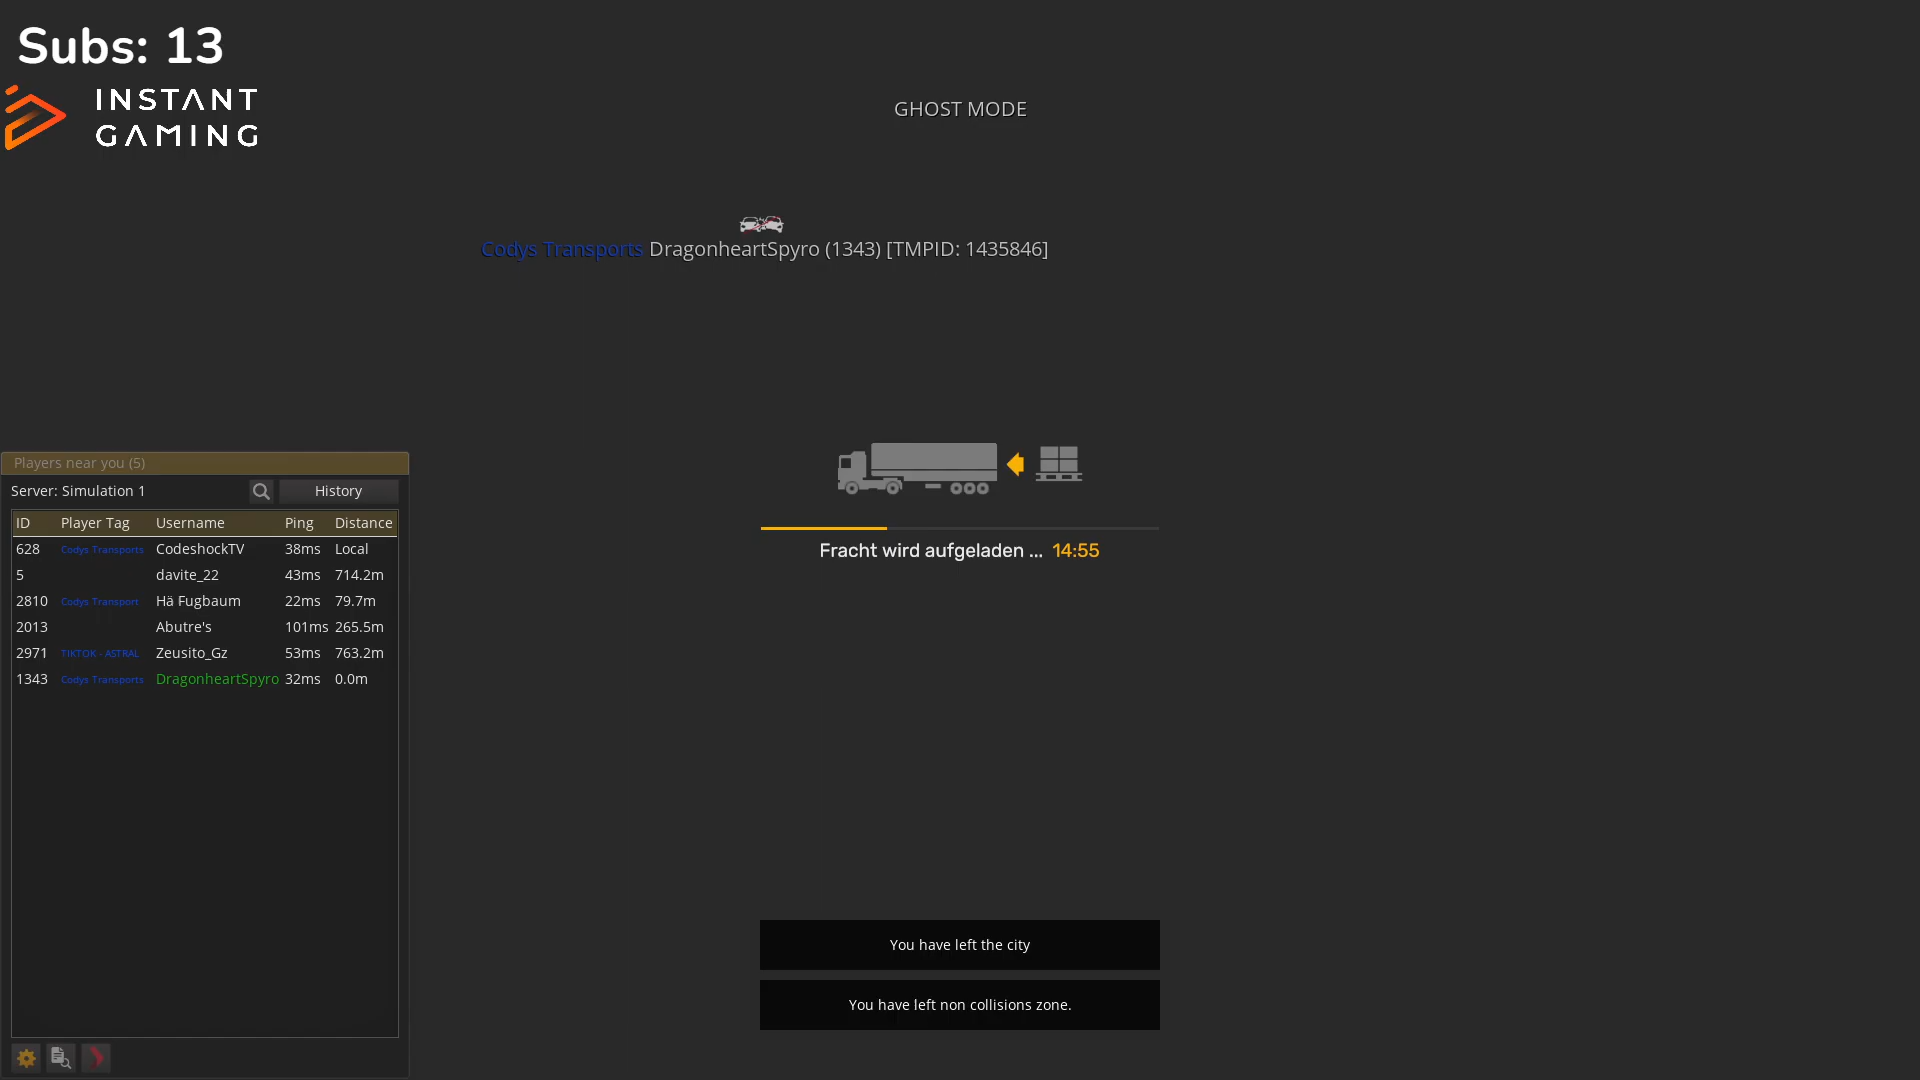 Subs: 13
INSTANT
GAMING
GHOST MODE
Codys Transports DragonheartSpyro (1343) [TMPID: 1435846]
Players near you (5)
Server: Simulation 1 History
ID Player Tag Username Ping Distance
628 Codys Transports CodeshockTV 38ms Local
5 davite_22 43ms 714.2m
2810 Codys Transport Hä Fugbaum 22ms 79.7m
2013 Abutre's 101ms 265.5m
2971 TIKTOK - ASTRAL Zeusito_Gz 53ms 763.2m
1343 Codys Transports DragonheartSpyro 32ms 0.0m
Fracht wird aufgeladen ... 14:55
You have left the city
You have left non collisions zone.